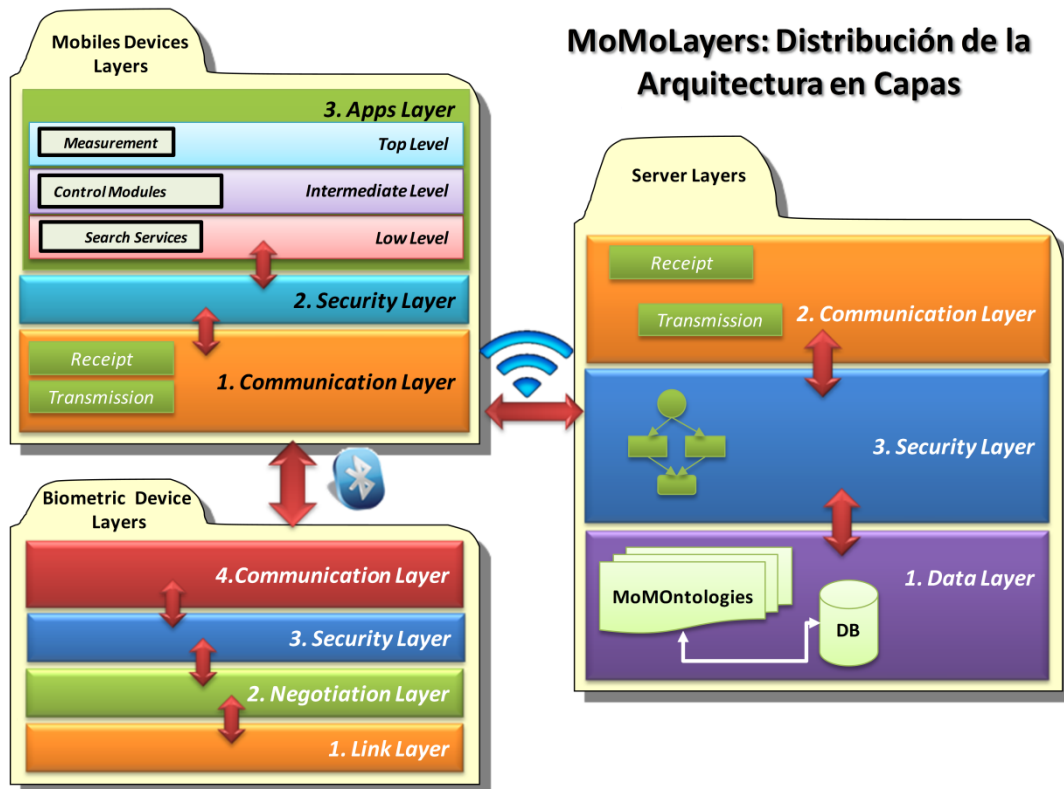 MoMoLayers: Distribución de la
Arquitectura en Capas
Mobiles Devices
Layers
3. Apps Layer
Measurement
Top Level
Control Modules
Intermediate Level
Search Services
Low Level
2. Security Layer
Receipt
Transmission
1. Communication Layer
Biometric Device
Layers
4.Communication Layer
3. Security Layer
2. Negotiation Layer
1. Link Layer
Server Layers
Receipt
Transmission
2. Communication Layer
3. Security Layer
1. Data Layer
MoMOntologies
DB